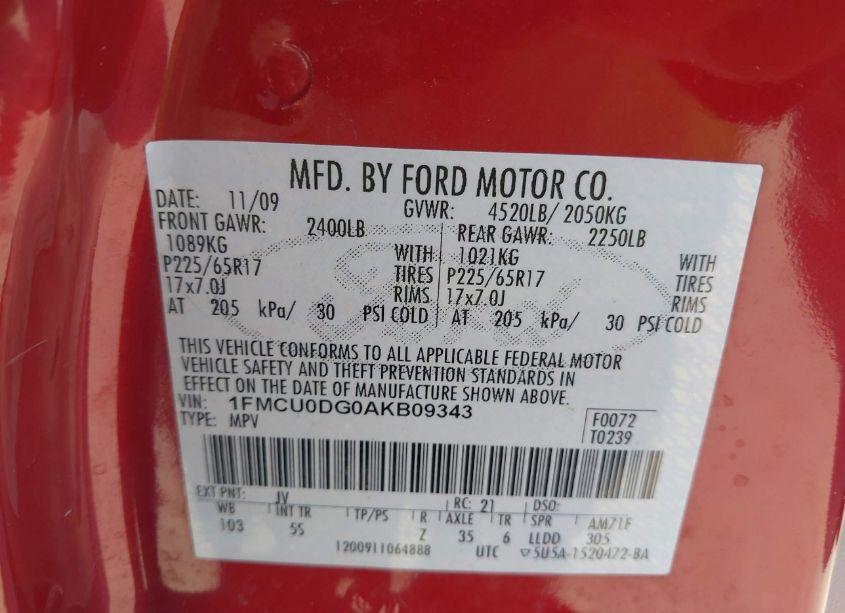 MFD. BY FORD MOTOR CO.
DATE: 11/09 GVWR: 4520LB/ 2050KG
FRONT GAWR: 2400LB REAR GAWR: 2250LB
1089KG WITH 1021KG WITH
P225/65R17 TIRES P225/65R17 TIRES
17x7.0J RIMS 17x7.0J RIMS
AT 205 kPa/ 30 PSI COLD AT 205 kPa/ 30 PSI COLD
THIS VEHICLE CONFORMS TO ALL APPLICABLE FEDERAL MOTOR
VEHICLE SAFETY AND THEFT PREVENTION STANDARDS IN
EFFECT ON THE DATE OF MANUFACTURE SHOWN ABOVE.
VIN: 1FMCU0DG0AKB09343 F0072
TYPE: MPV T0239
EXT PNT: JV RC: 21 DSO:
WB INT TR TP/PS R AXLE TR SPR AM71F
103 5S Z 35 6 LLDD 305
1200911064888 UTC ▽5U5A-1520472-BA